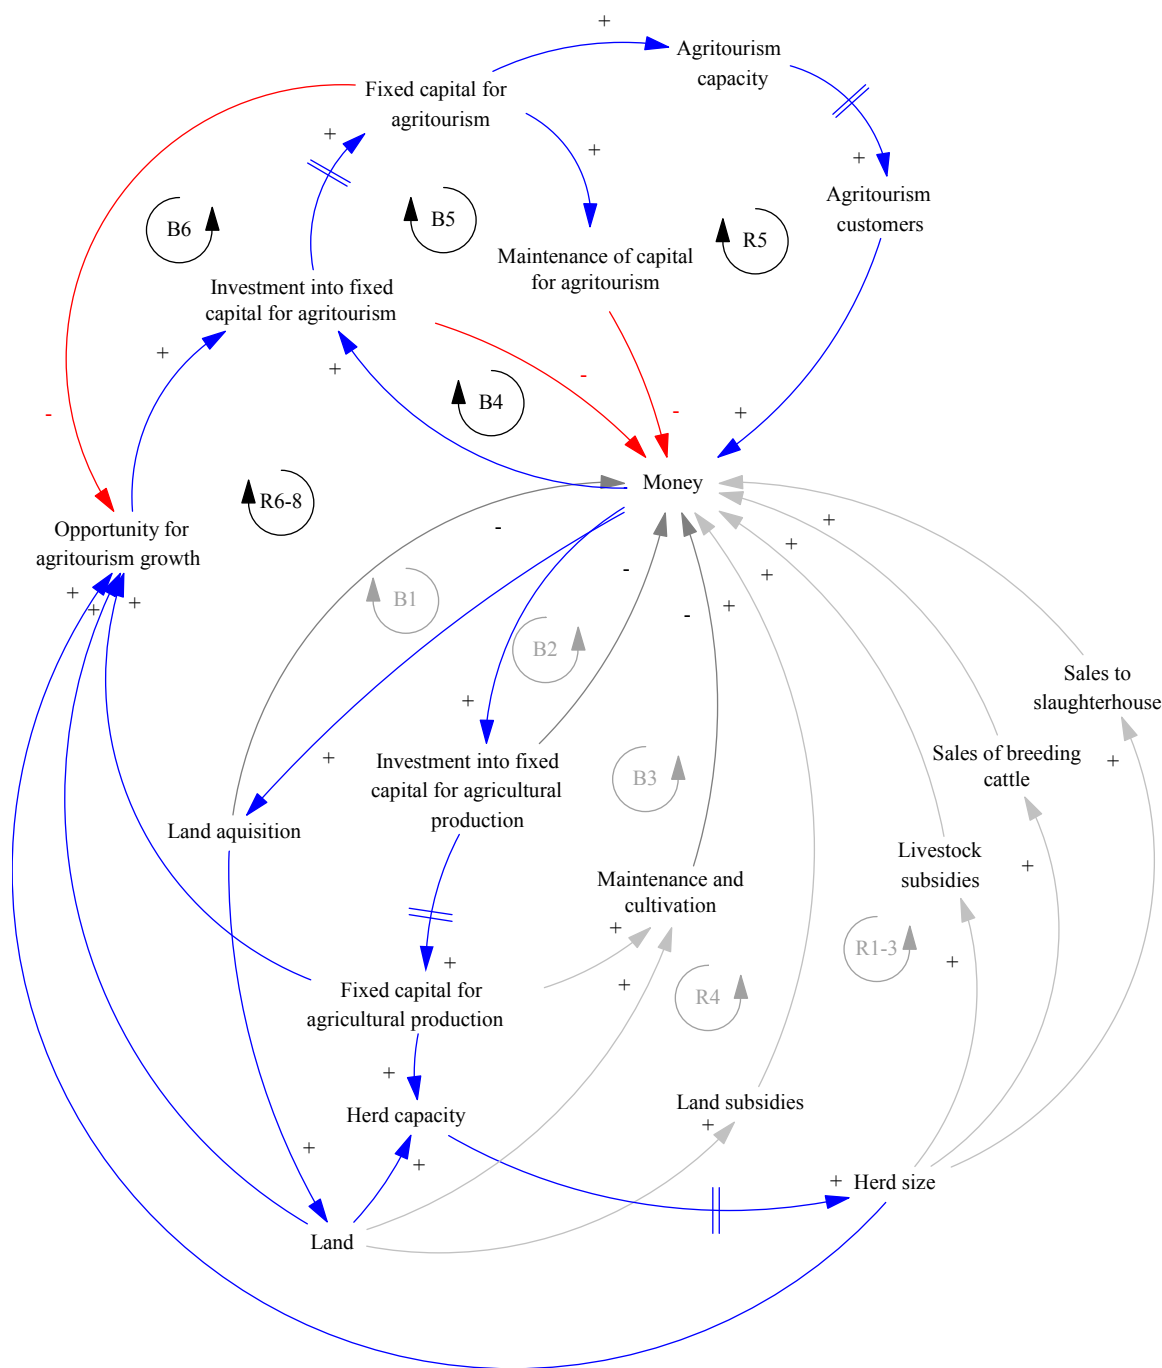 +
Agritourism
capacity
Fixed capital for
agritourism
+
+
+
Agritourism
customers
B6
B5
R5
Maintenance of capital
for agritourism
Investment into fixed
capital for agritourism
+
+
-
B4
-
-
+
Money
R6-8
-
Opportunity for
agritourism growth
+
+
-
+
+
+
+
B1
+
-
B2
Sales to
slaughterhouse
+
Sales of breeding
cattle
+
+
Investment into fixed
capital for agricultural
production
B3
Land aquisition
Livestock
subsidies
+
Maintenance and
cultivation
+
R1-3
+
+
Fixed capital for
agricultural production
+
R4
+
Herd capacity
Land subsidies
+
+
+
+
Herd size
Land